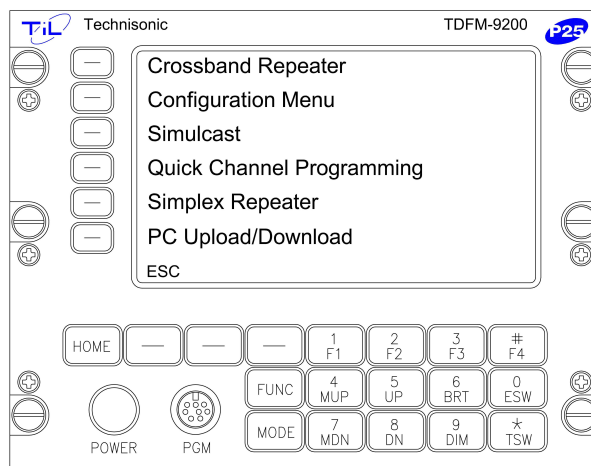 TiL Technisonic TDFM-9200 P25
Crossband Repeater
Configuration Menu
Simulcast
Quick Channel Programming
Simplex Repeater
PC Upload/Download
ESC
HOME 1 F1 2 F2 3 F3 # F4
FUNC 4 MUP 5 UP 6 BRT 0 ESW
MODE 7 MDN 8 DN 9 DIM * TSW
POWER PGM